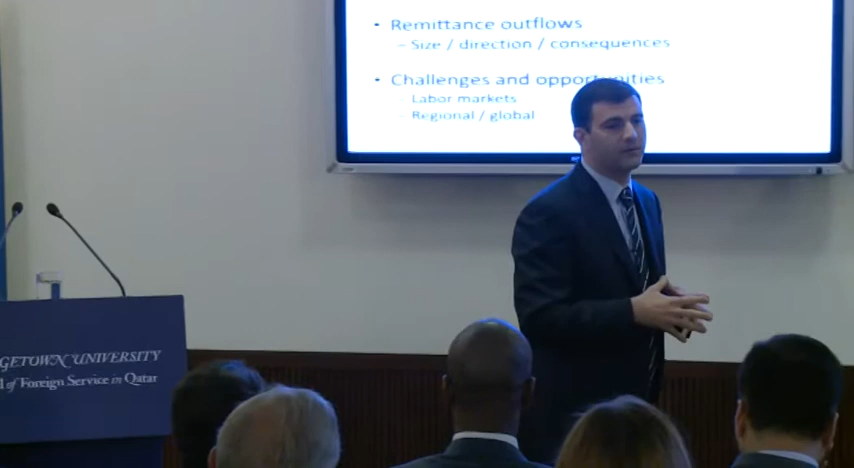 • Remittance outflows
– Size / direction / consequences
• Challenges and opportunities
– Labor markets
– Regional / global
GETOWN UNIVERSITY
l of Foreign Service in Qatar